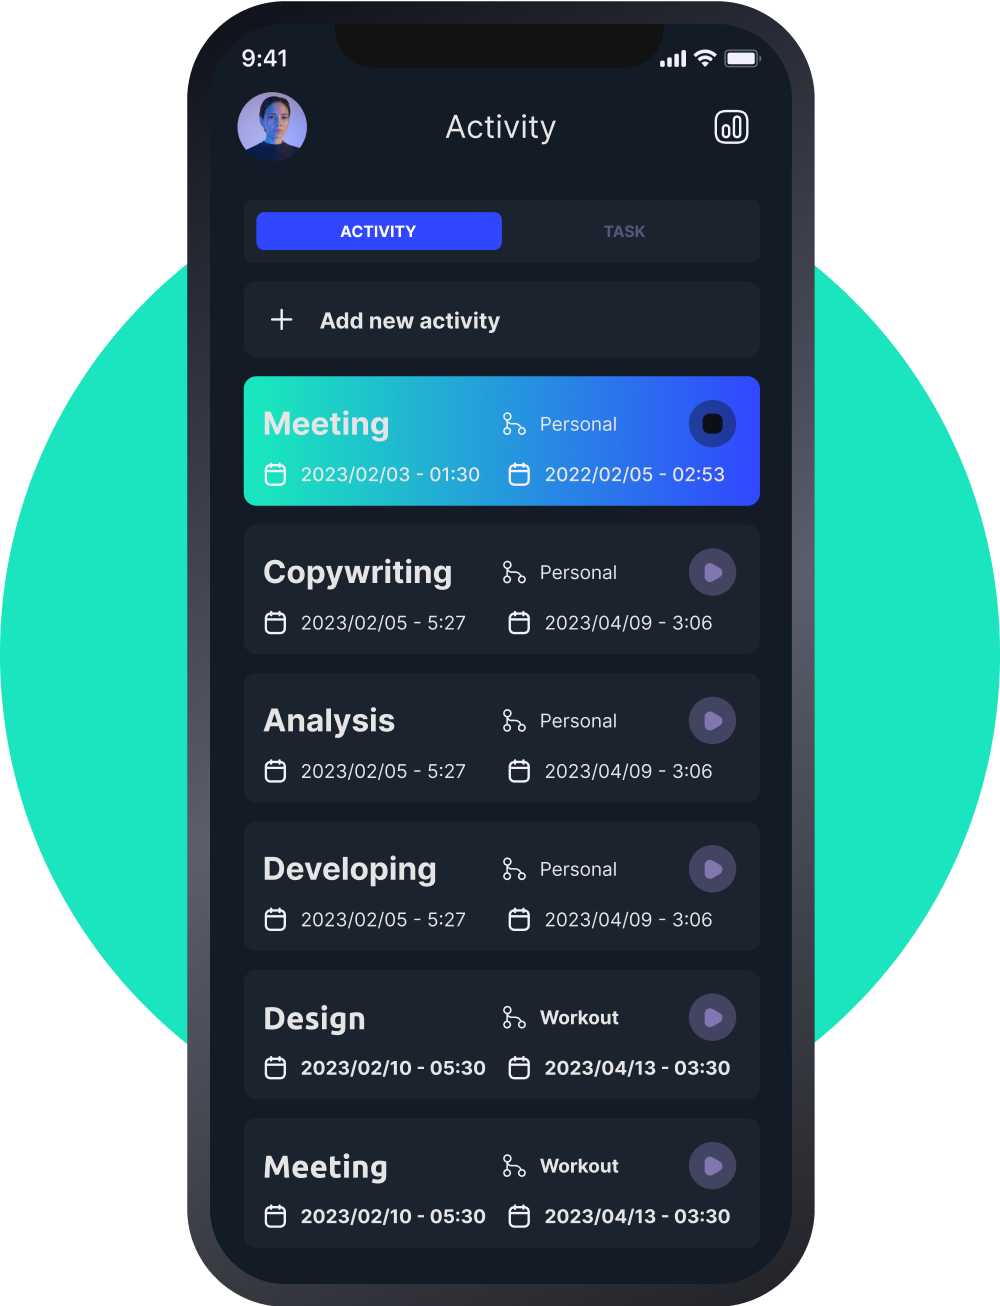 9:41
Activity
ACTIVITY TASK
Add new activity
Meeting Personal
2023/02/03 - 01:30 2022/02/05 - 02:53
Copywriting Personal
2023/02/05 - 5:27 2023/04/09 - 3:06
Analysis Personal
2023/02/05 - 5:27 2023/04/09 - 3:06
Developing Personal
2023/02/05 - 5:27 2023/04/09 - 3:06
Design Workout
2023/02/10 - 05:30 2023/04/13 - 03:30
Meeting Workout
2023/02/10 - 05:30 2023/04/13 - 03:30